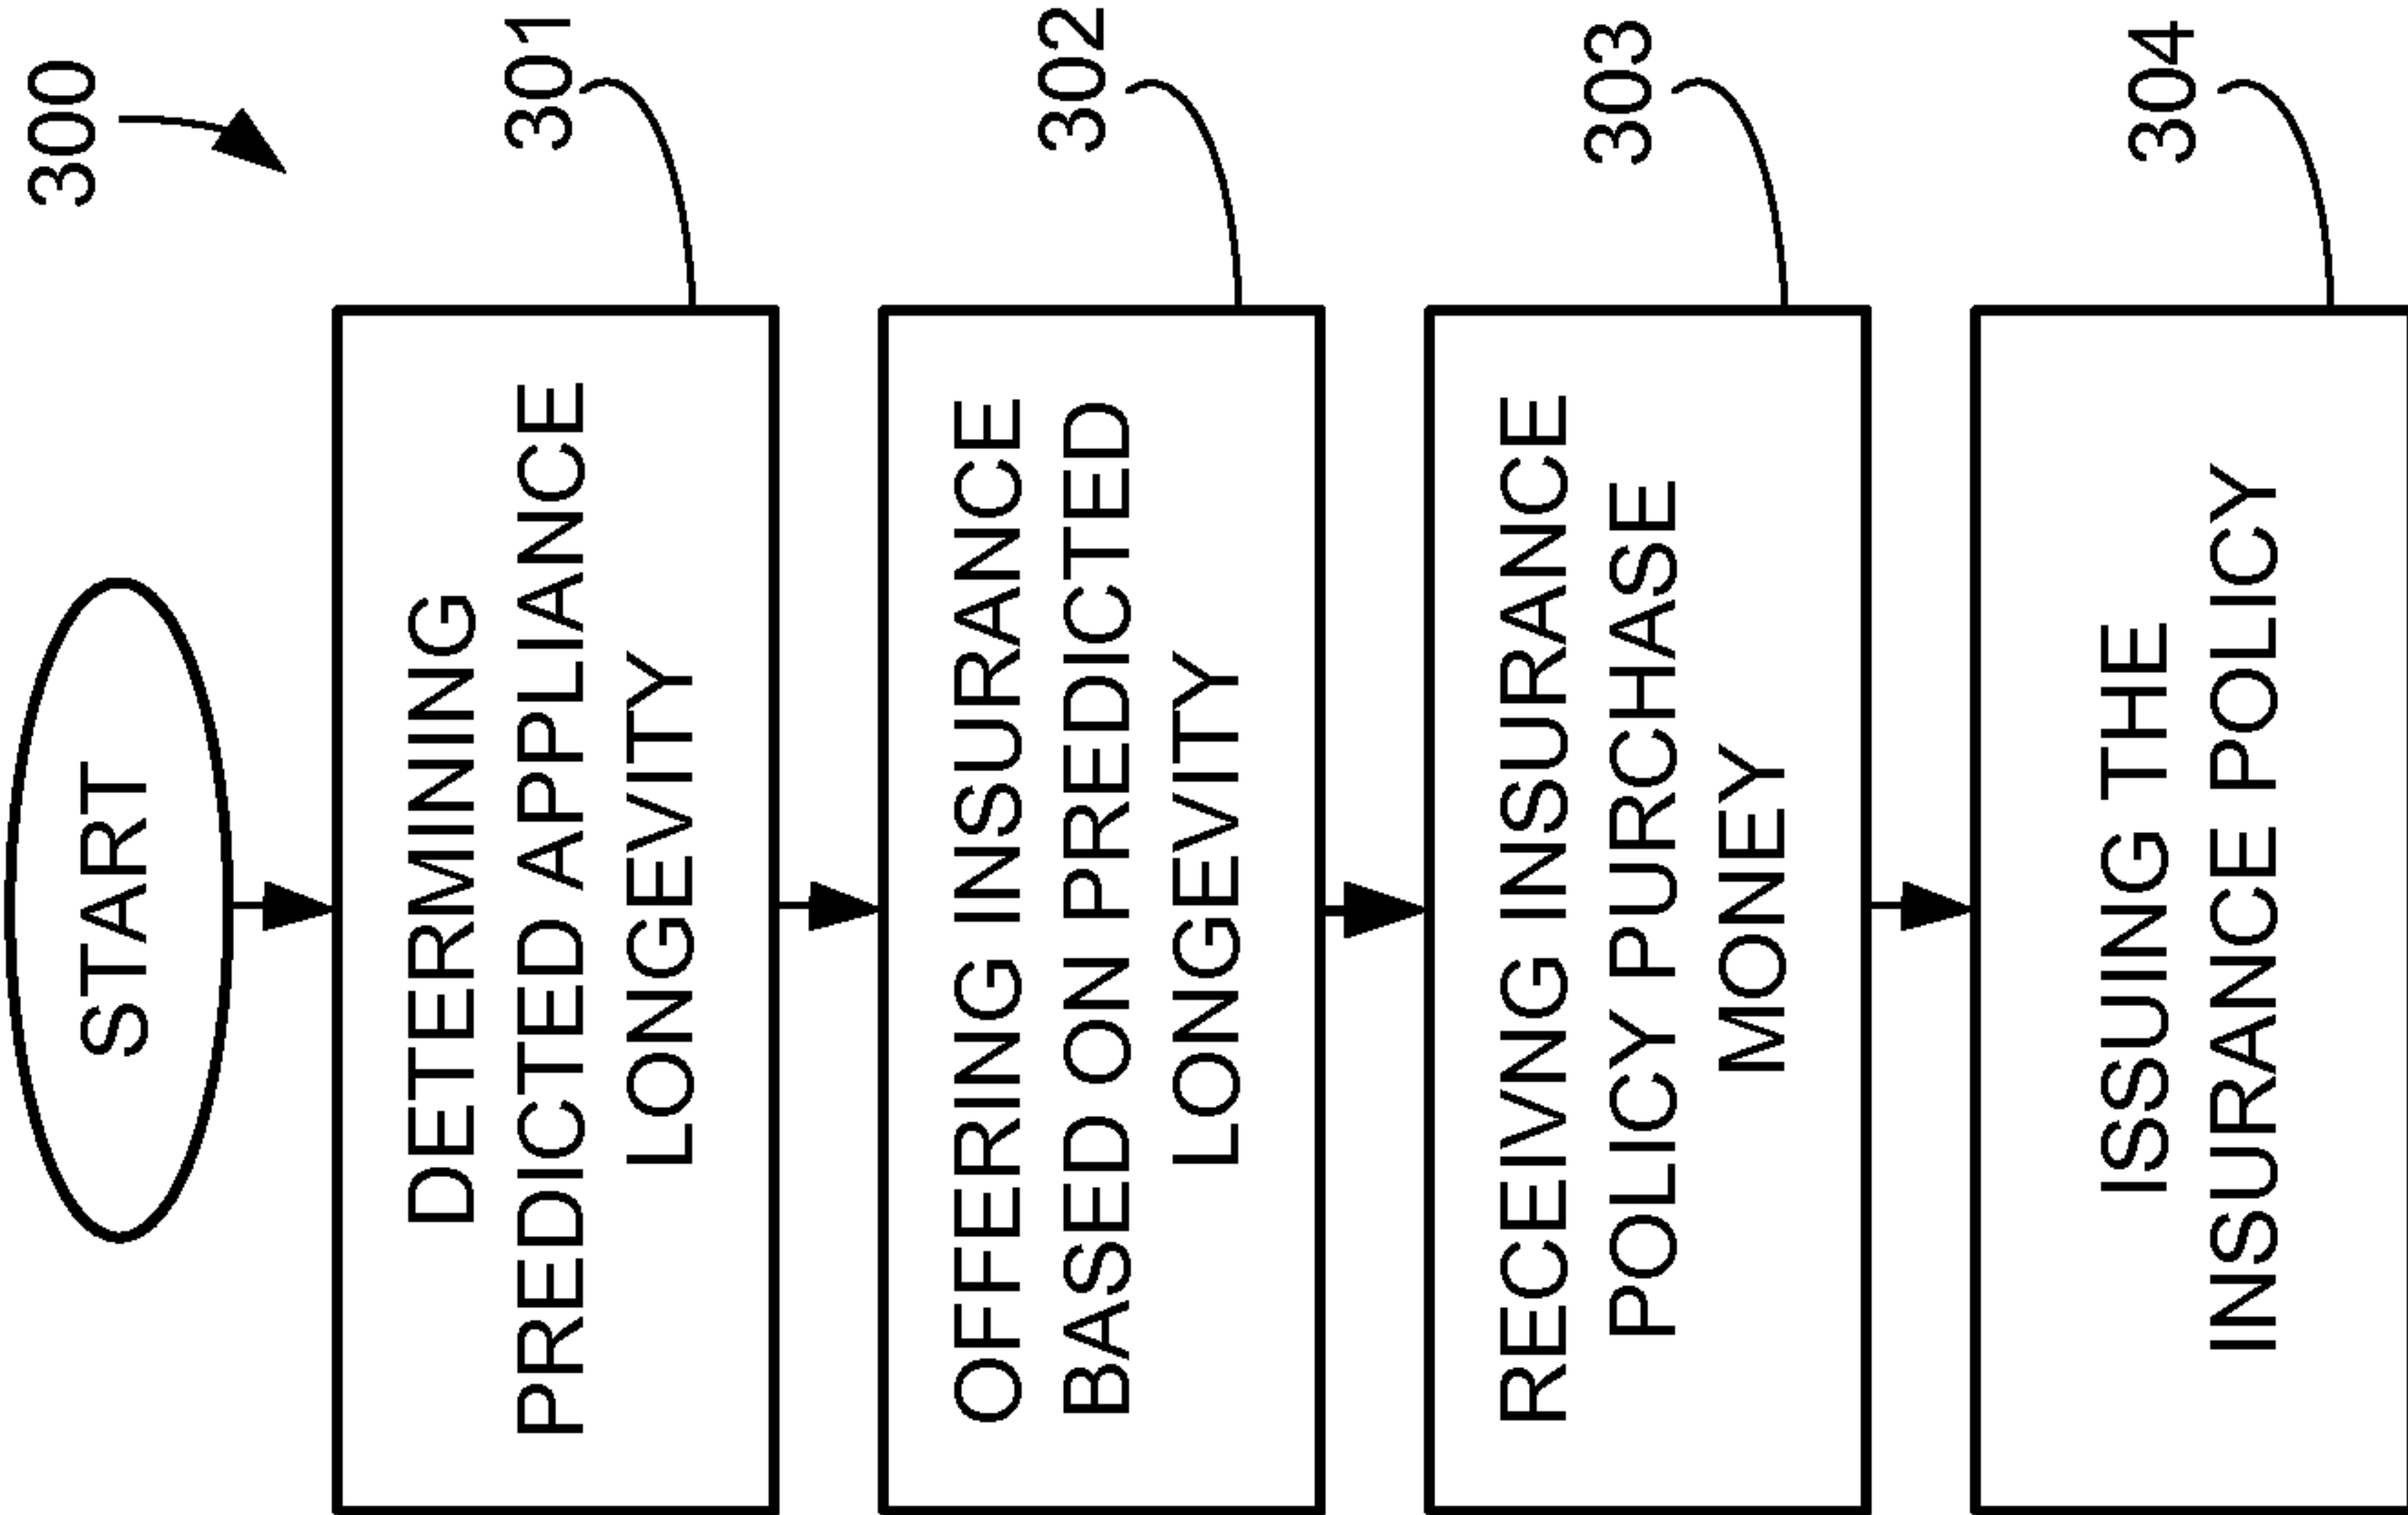 300
START
DETERMINING
PREDICTED APPLIANCE
LONGEVITY
301
OFFERING INSURANCE
BASED ON PREDICTED
LONGEVITY
302
RECEIVING INSURANCE
POLICY PURCHASE
MONEY
303
ISSUING THE
INSURANCE POLICY
304